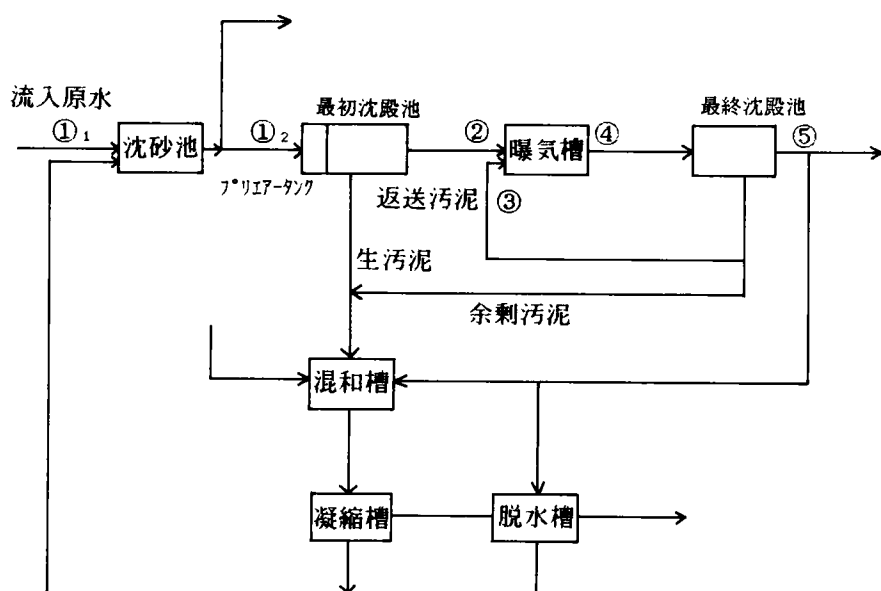 流入原水
①₁
沈砂池
①₂
最初沈殿池
プリエアータンク
②
曝気槽
④
最終沈殿池
⑤
返送汚泥
③
生汚泥
余剰汚泥
混和槽
凝縮槽
脱水槽